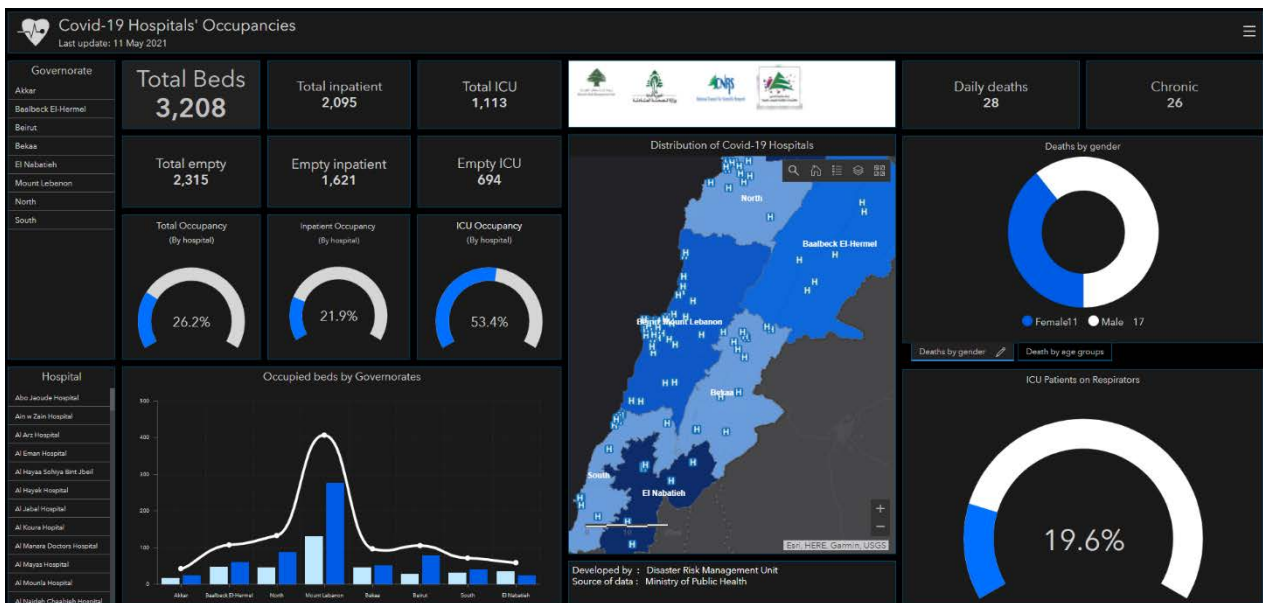 Covid-19 Hospitals' Occupancies
Last update: 11 May 2021
Governorate
Akkar
Baalbeck El-Hermel
Beirut
Bekaa
El Nabatieh
Mount Lebenon
North
South
Total Beds
3,208
Total inpatient
2,095
Total ICU
1,113
Total empty
2,315
Empty inpatient
1,621
Empty ICU
694
Total Occupancy
(By hospital)
26.2%
Inpatient Occupancy
(By hospital)
21.9%
ICU Occupancy
(By hospital)
53.4%
CNRS
Daily deaths
28
Chronic
26
Distribution of Covid-19 Hospitals
North
Baalbeck El-Hermel
Beirut Mount Lebanon
Bekaa
South
El Nabatieh
Esri, HERE, Garmin, USGS
Developed by : Disaster Risk Management Unit
Source of data : Ministry of Public Health
Deaths by gender
Female11 Male 17
Deaths by gender Death by age groups
ICU Patients on Respirators
19.6%
Hospital
Abo Jaoude Hospital
Ain w Zain Hospital
Al Arz Hospital
Al Eman Hospital
Al Hayaa Sohiya Bint Jbeil
Al Hayek Hospital
Al Jabal Hospital
Al Koura Hopital
Al Manara Doctors Hospital
Al Mayas Hospital
Al Mounla Hospital
Al Najdeh Chaabieh Hospital
Occupied beds by Governorates
500
400
300
200
100
0
Akkar Baalbeck El-Hermel North Mount Lebanon Bekaa Beirut South El Nabatieh